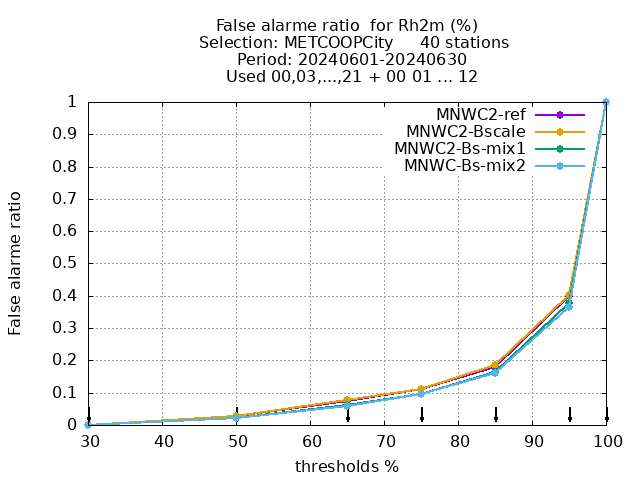 False alarme ratio  for Rh2m (%)
Selection: METCOOPCity     40 stations
Period: 20240601-20240630
Used 00,03,...,21 + 00 01 ... 12
MNWC2-ref
MNWC2-Bscale
MNWC2-Bs-mix1
MNWC-Bs-mix2
False alarme ratio
1
0.9
0.8
0.7
0.6
0.5
0.4
0.3
0.2
0.1
0
30 40 50 60 70 80 90 100
thresholds %